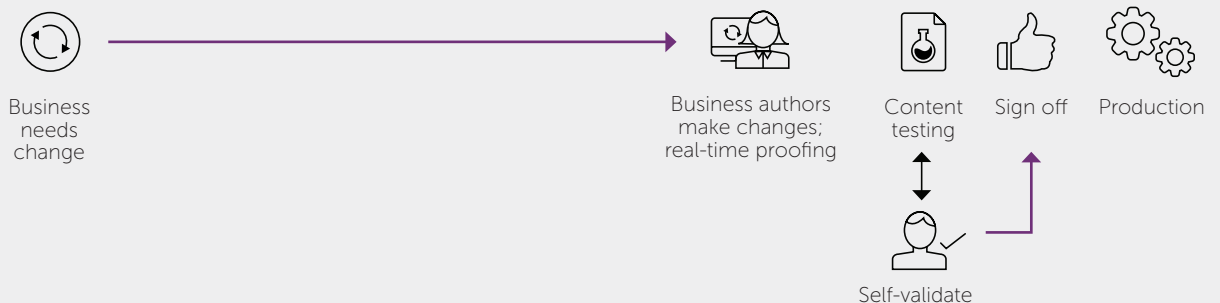 Business
needs
change
Business authors
make changes;
real-time proofing
Content
testing
Sign off
Production
Self-validate